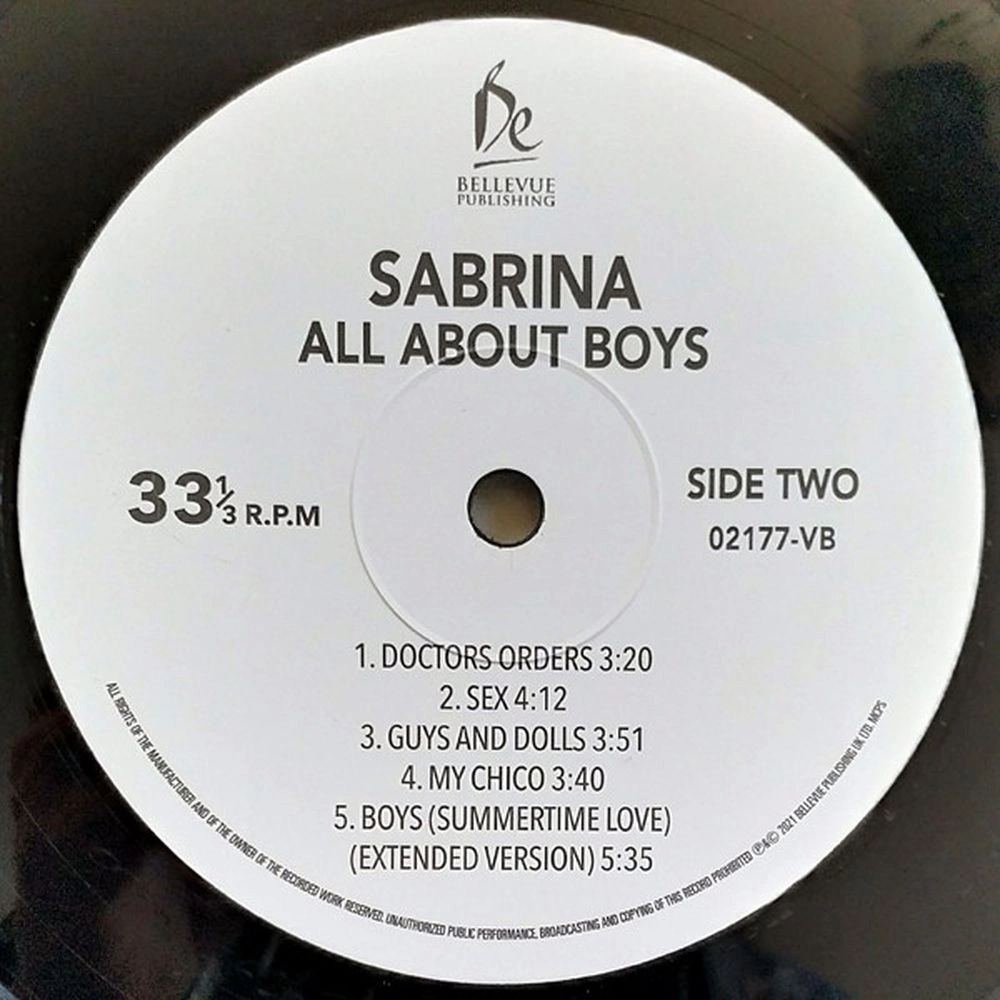 Be
BELLEVUE
PUBLISHING
SABRINA
ALL ABOUT BOYS
33⅓ R.P.M
SIDE TWO
02177-VB
1. DOCTORS ORDERS 3:20
2. SEX 4:12
3. GUYS AND DOLLS 3:51
4. MY CHICO 3:40
5. BOYS (SUMMERTIME LOVE)
(EXTENDED VERSION) 5:35
ALL RIGHTS OF THE MANUFACTURER AND OF THE OWNER OF THE RECORDED WORK RESERVED. UNAUTHORIZED PUBLIC PERFORMANCE, BROADCASTING AND COPYING OF THIS RECORD PROHIBITED ℗&© 2021 BELLEVUE PUBLISHING UK LTD. MCPS